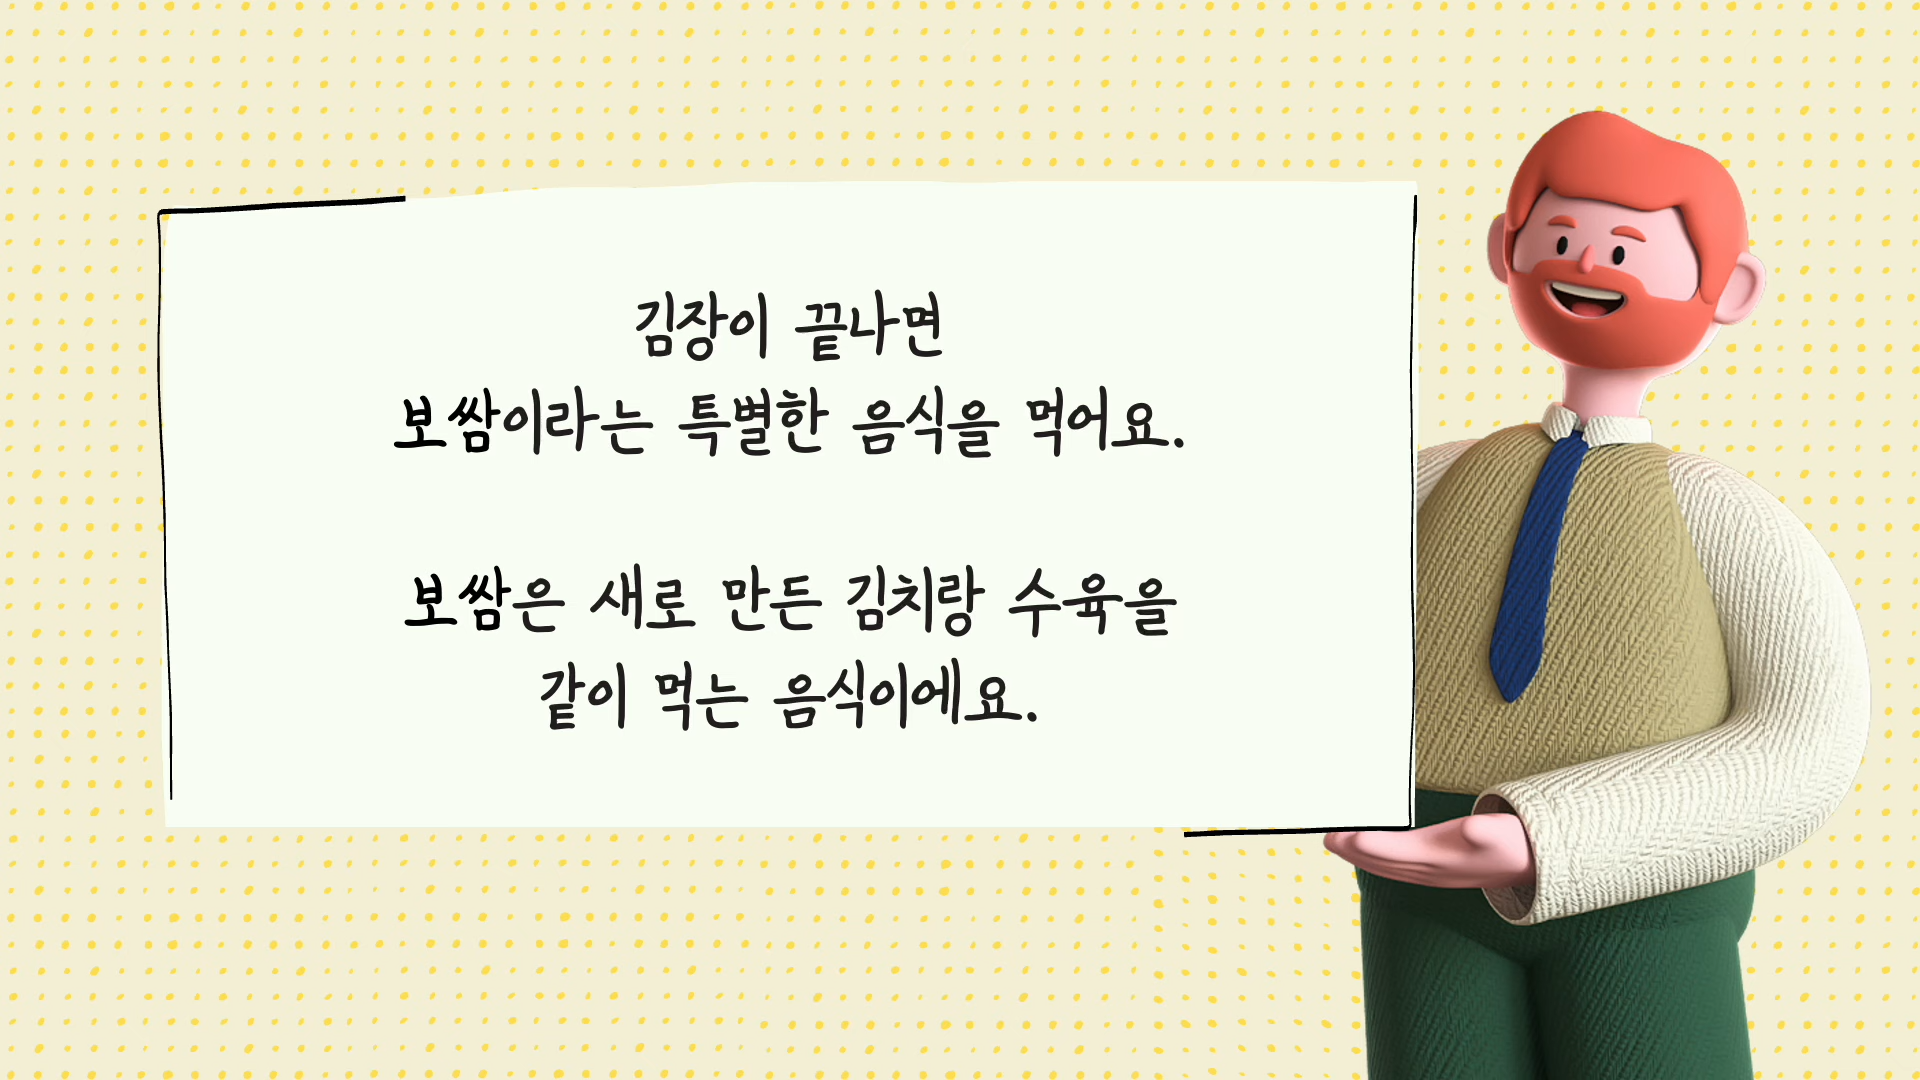 김장이 끝나면
보쌈이라는 특별한 음식을 먹어요.
보쌈은 새로 만든 김치랑 수육을
같이 먹는 음식이에요.